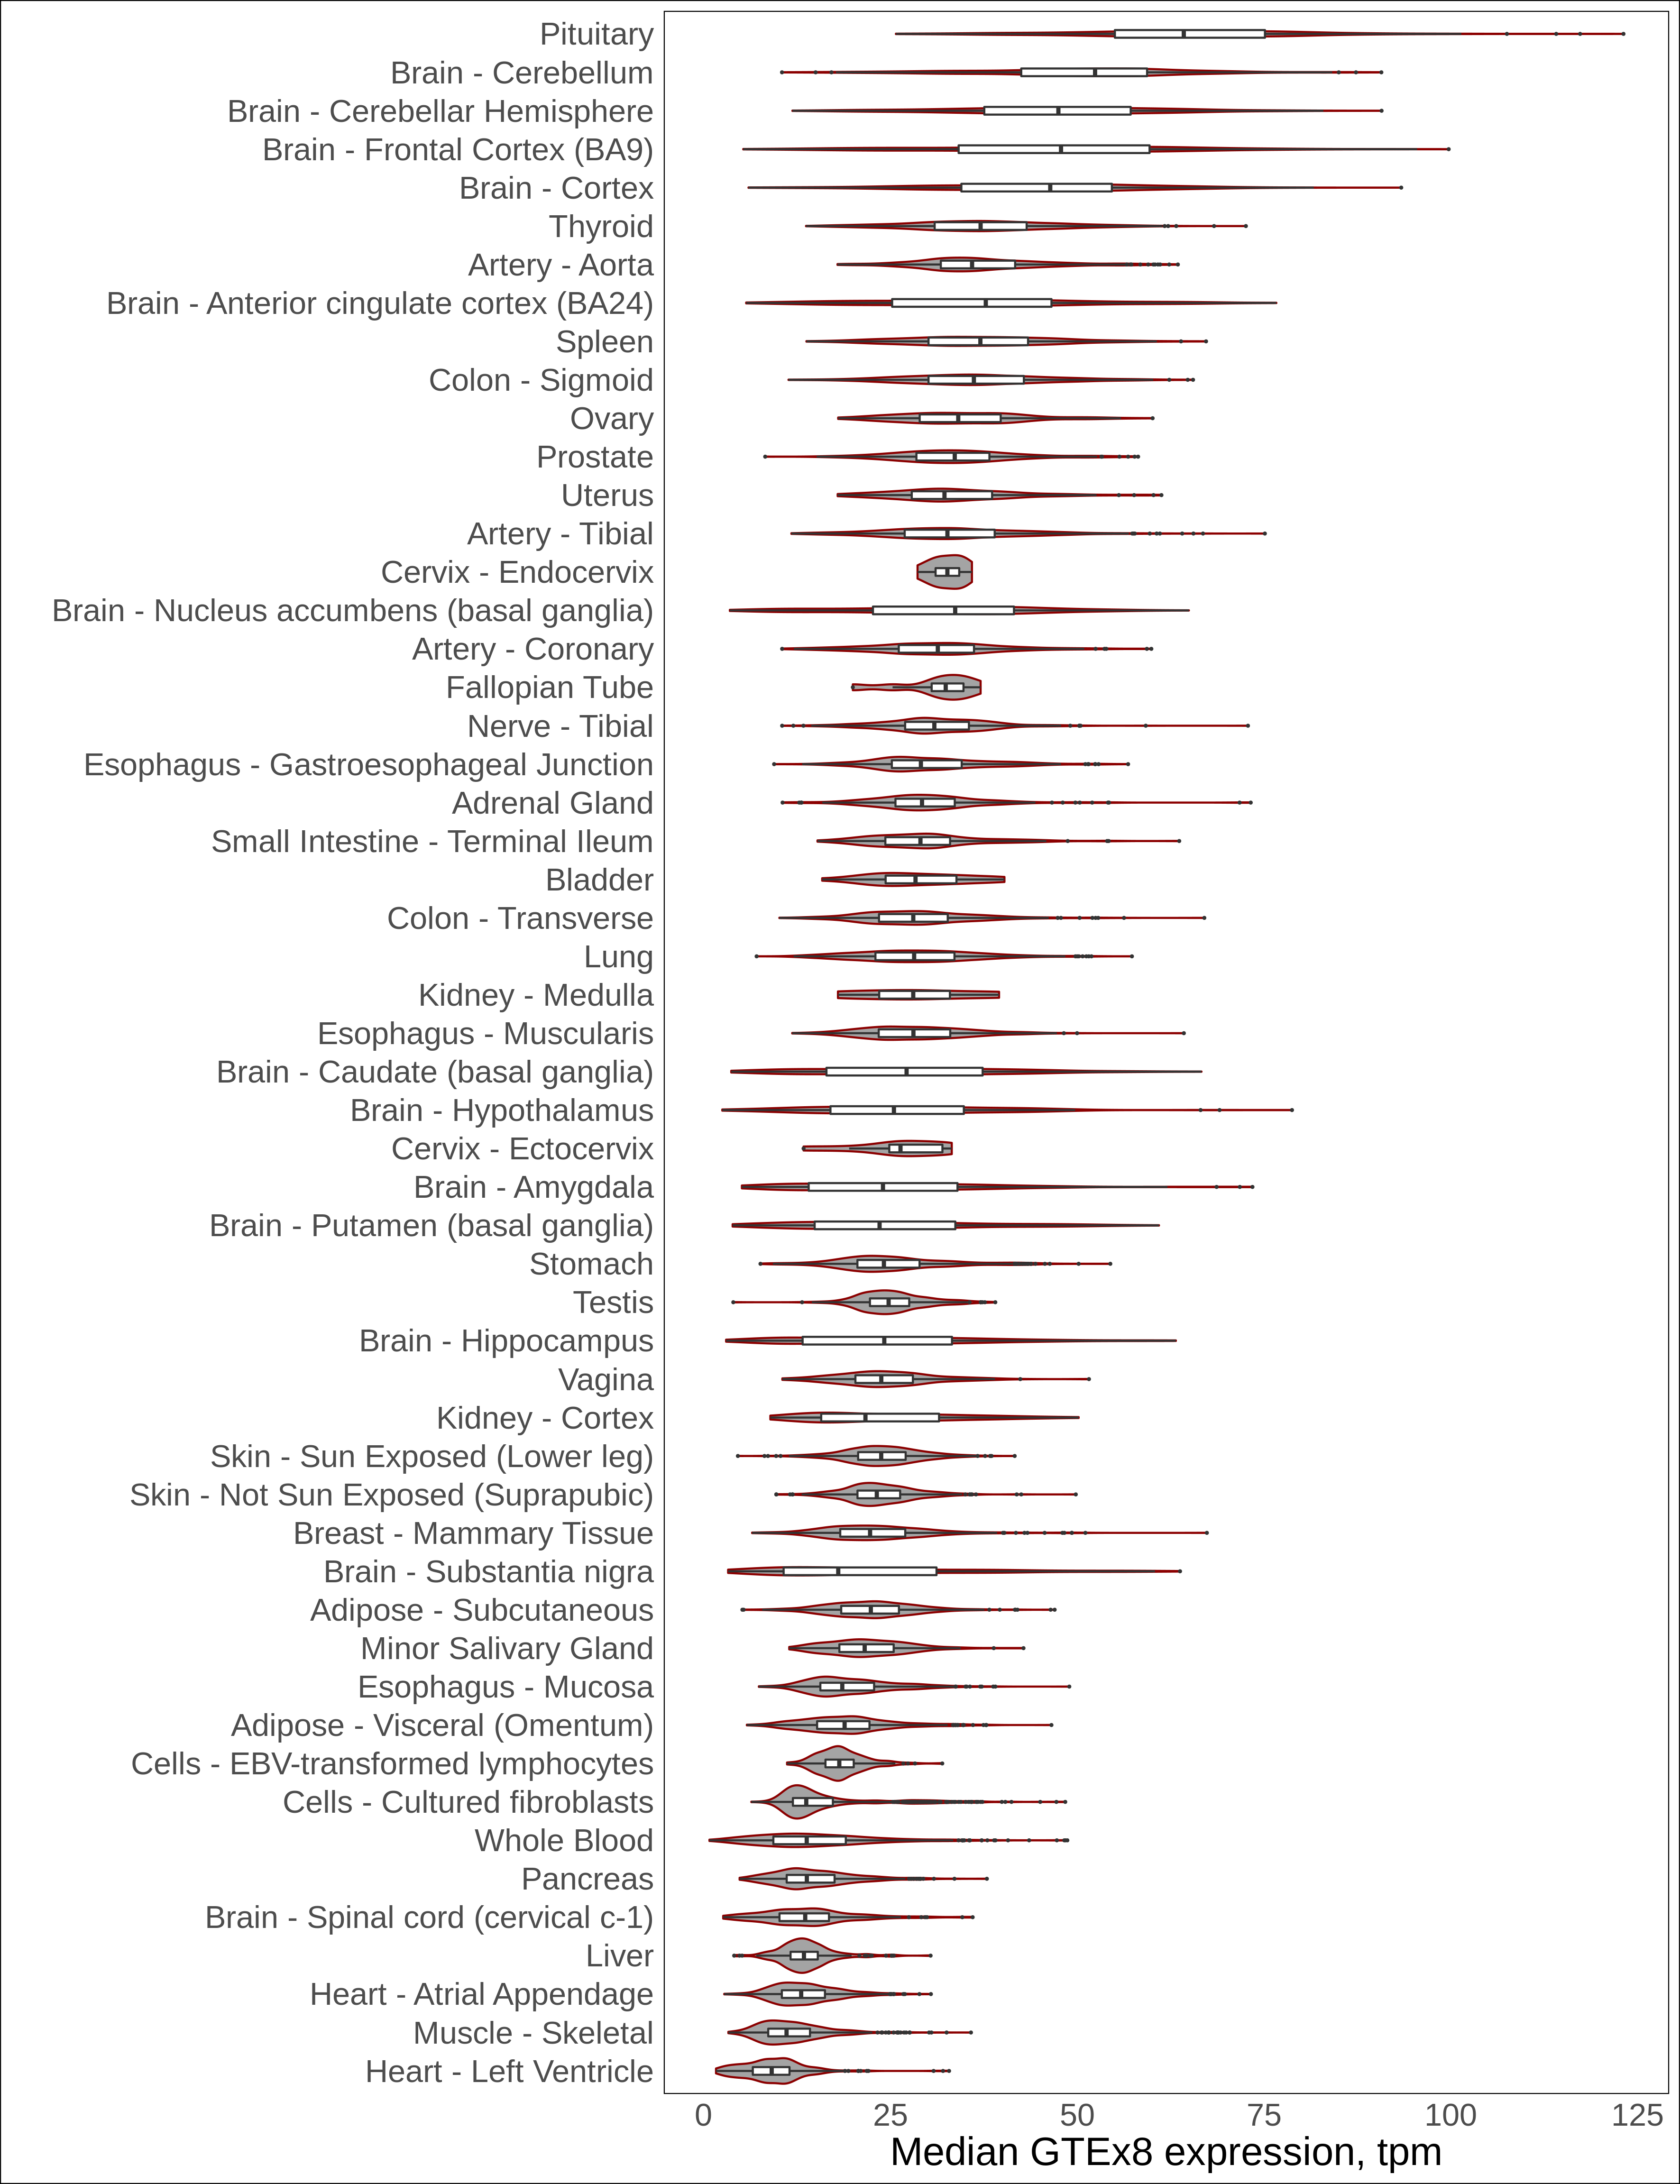 Pituitary
Brain - Cerebellum
Brain - Cerebellar Hemisphere
Brain - Frontal Cortex (BA9)
Brain - Cortex
Thyroid
Artery - Aorta
Brain - Anterior cingulate cortex (BA24)
Spleen
Colon - Sigmoid
Ovary
Prostate
Uterus
Artery - Tibial
Cervix - Endocervix
Brain - Nucleus accumbens (basal ganglia)
Artery - Coronary
Fallopian Tube
Nerve - Tibial
Esophagus - Gastroesophageal Junction
Adrenal Gland
Small Intestine - Terminal Ileum
Bladder
Colon - Transverse
Lung
Kidney - Medulla
Esophagus - Muscularis
Brain - Caudate (basal ganglia)
Brain - Hypothalamus
Cervix - Ectocervix
Brain - Amygdala
Brain - Putamen (basal ganglia)
Stomach
Testis
Brain - Hippocampus
Vagina
Kidney - Cortex
Skin - Sun Exposed (Lower leg)
Skin - Not Sun Exposed (Suprapubic)
Breast - Mammary Tissue
Brain - Substantia nigra
Adipose - Subcutaneous
Minor Salivary Gland
Esophagus - Mucosa
Adipose - Visceral (Omentum)
Cells - EBV-transformed lymphocytes
Cells - Cultured fibroblasts
Whole Blood
Pancreas
Brain - Spinal cord (cervical c-1)
Liver
Heart - Atrial Appendage
Muscle - Skeletal
Heart - Left Ventricle
0 25 50 75 100 125
Median GTEx8 expression, tpm